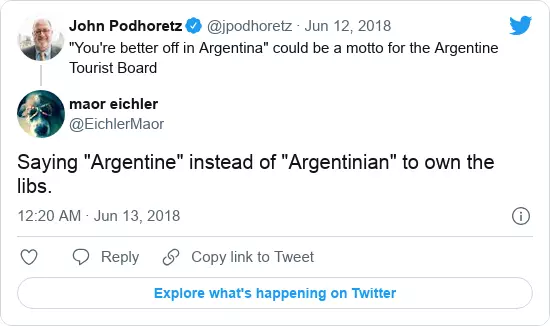 John Podhoretz @jpodhoretz · Jun 12, 2018
"You're better off in Argentina" could be a motto for the Argentine
Tourist Board
maor eichler
@EichlerMaor
Saying "Argentine" instead of "Argentinian" to own the
libs.
12:20 AM · Jun 13, 2018
Reply
Copy link to Tweet
Explore what's happening on Twitter